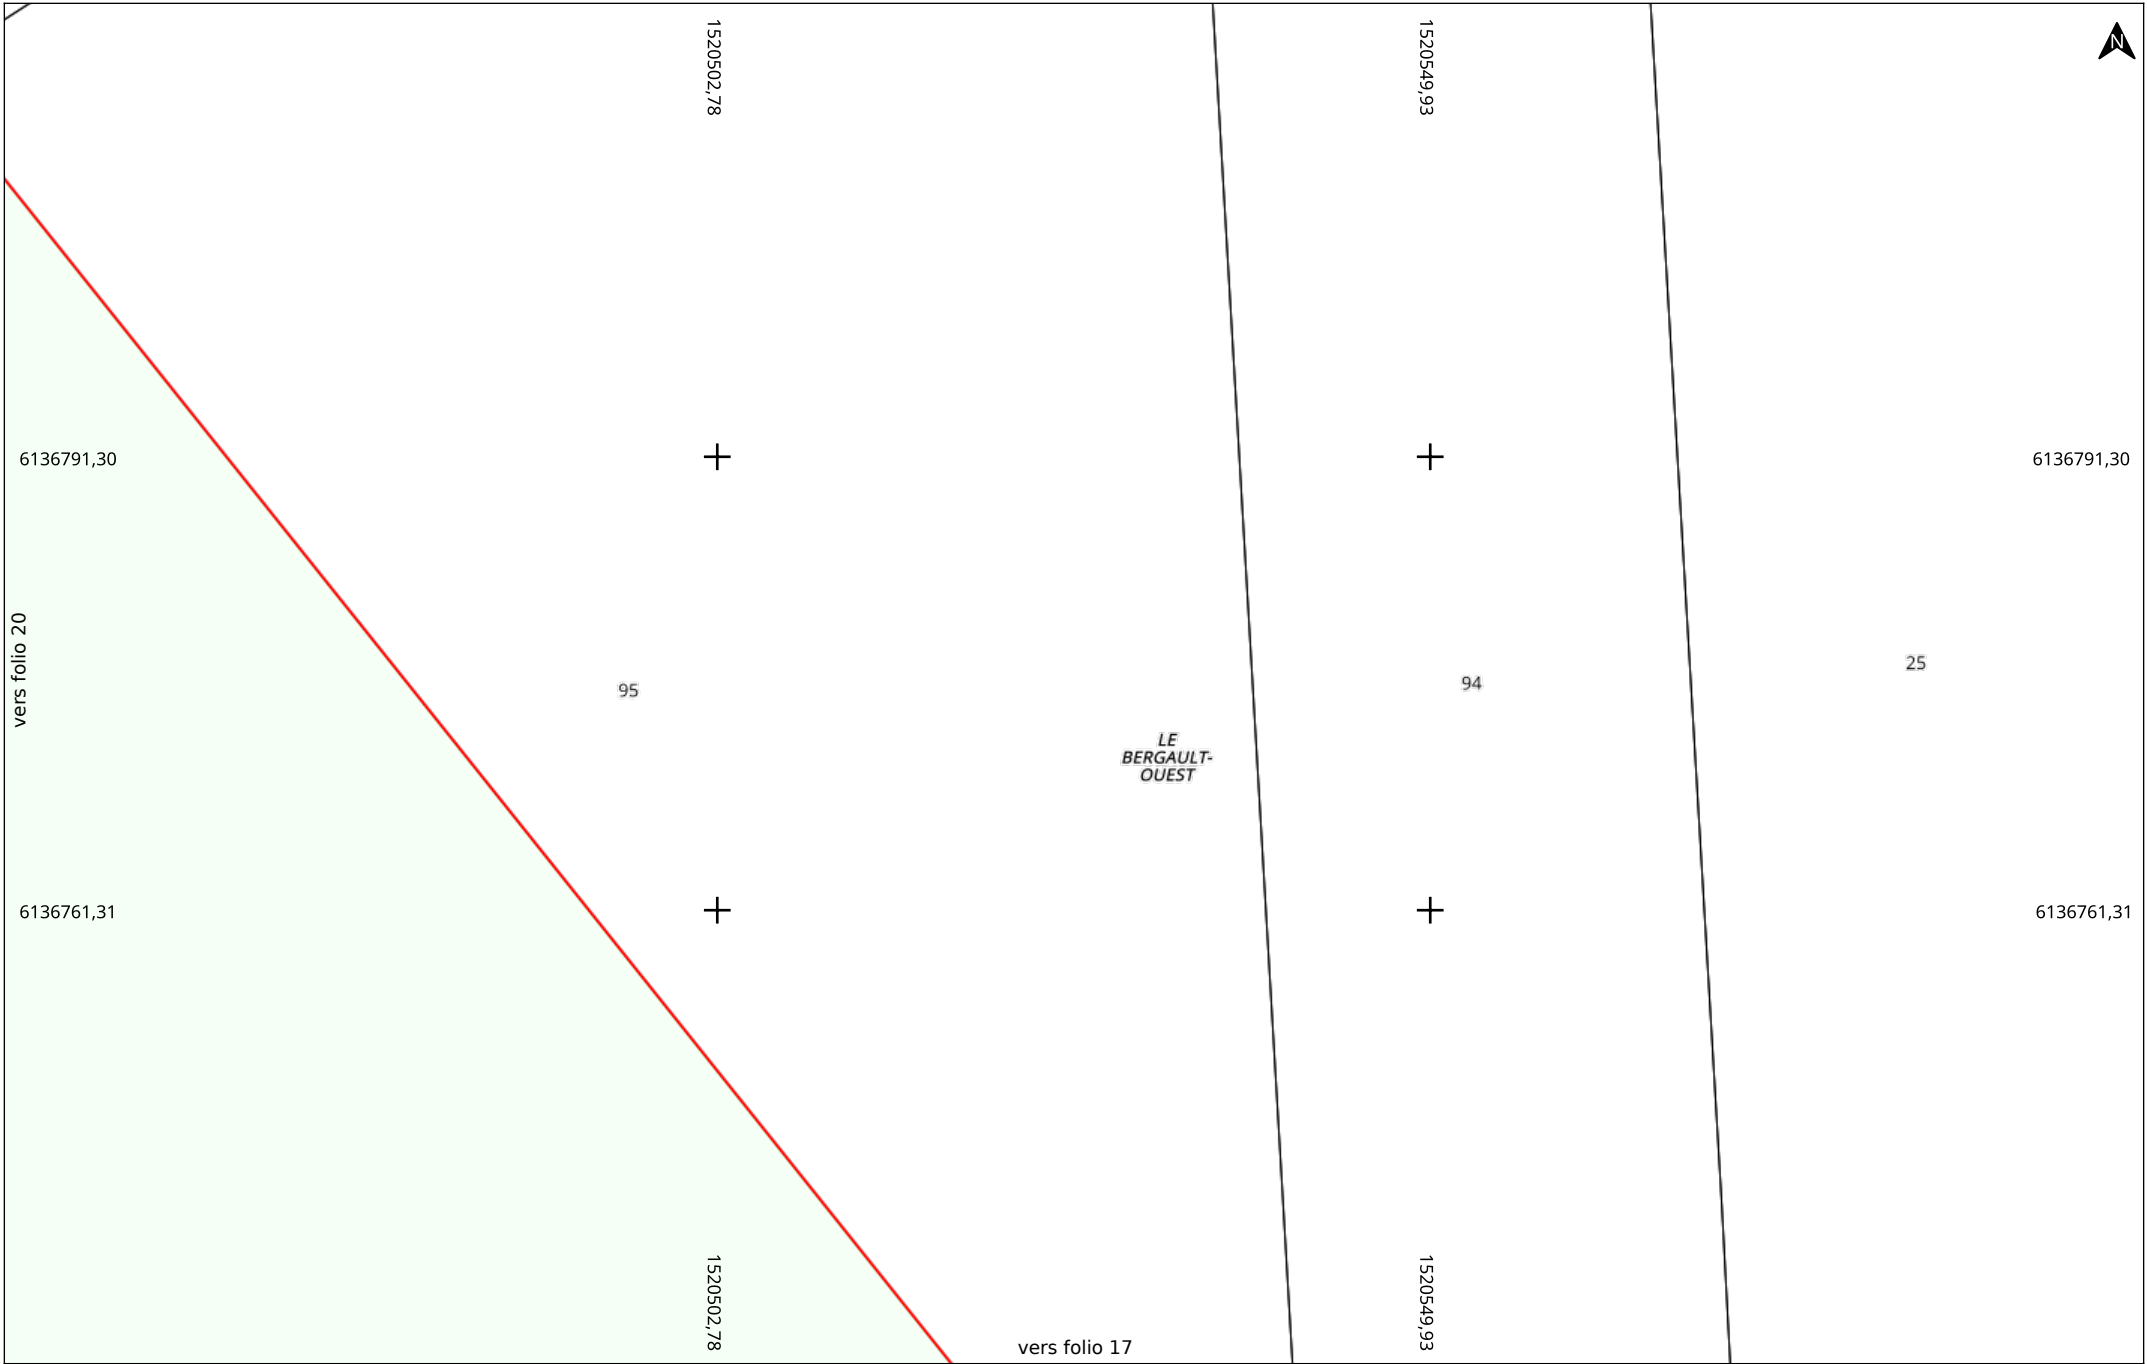 1520502,78
1520549,93
N
6136791,30
6136791,30
vers folio 20
95
94
25
LE
BERGAULT-
OUEST
6136761,31
6136761,31
1520502,78
1520549,93
vers folio 17